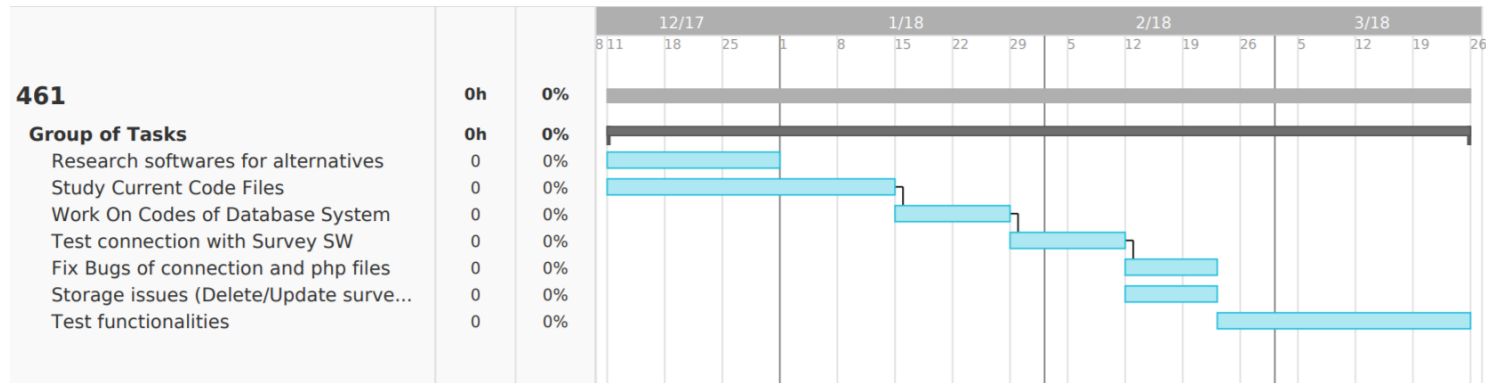 12/17 1/18 2/18 3/18
8 11 18 25 1 8 15 22 29 5 12 19 26 5 12 19 26
461 0h 0%
Group of Tasks 0h 0%
Research softwares for alternatives 0 0%
Study Current Code Files 0 0%
Work On Codes of Database System 0 0%
Test connection with Survey SW 0 0%
Fix Bugs of connection and php files 0 0%
Storage issues (Delete/Update surve... 0 0%
Test functionalities 0 0%